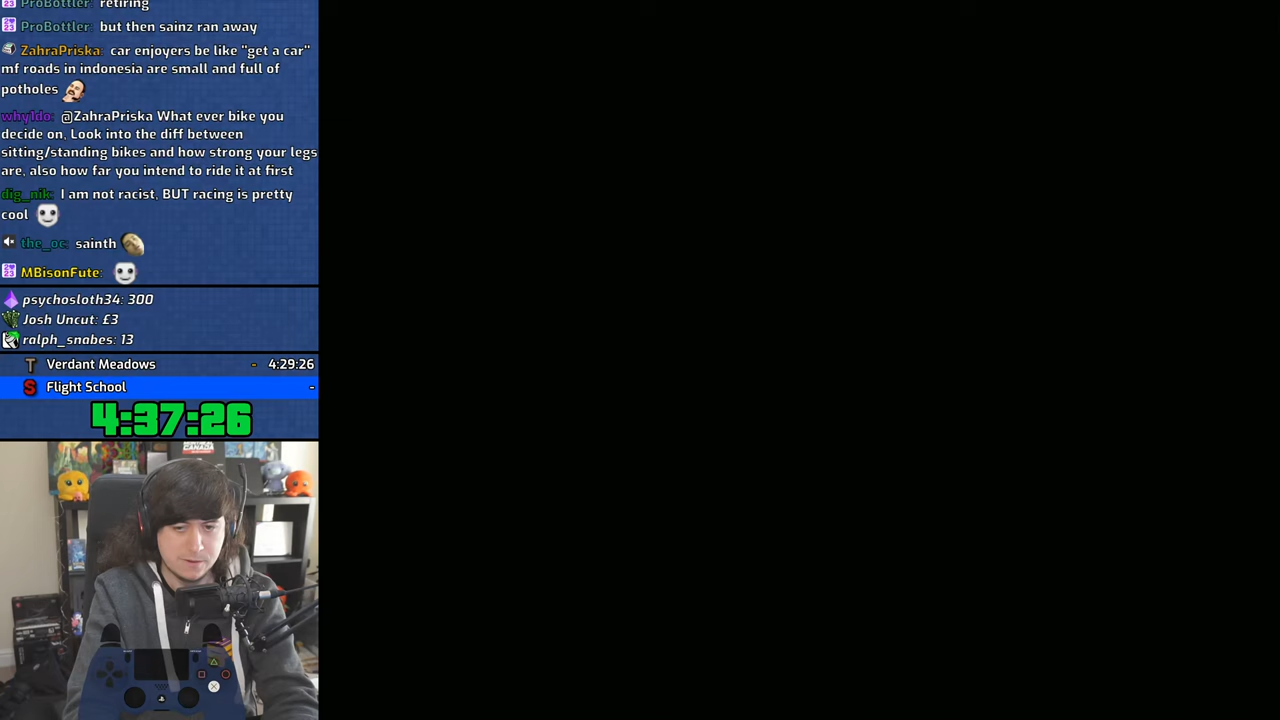 ProBottler: retiring
ProBottler: but then sainz ran away
ZahraPriska: car enjoyers be like "get a car"
mf roads in indonesia are small and full of
potholes
whyldo: @ZahraPriska What ever bike you
decide on, Look into the diff between
sitting/standing bikes and how strong your legs
are, also how far you intend to ride it at first
dig_nik: I am not racist, BUT racing is pretty
cool
the_oc: sainth
MBisonFute:
psychosloth34: 300
Josh Uncut: £3
ralph_snabes: 13
T Verdant Meadows - 4:29:26
S Flight School -
4:37:26